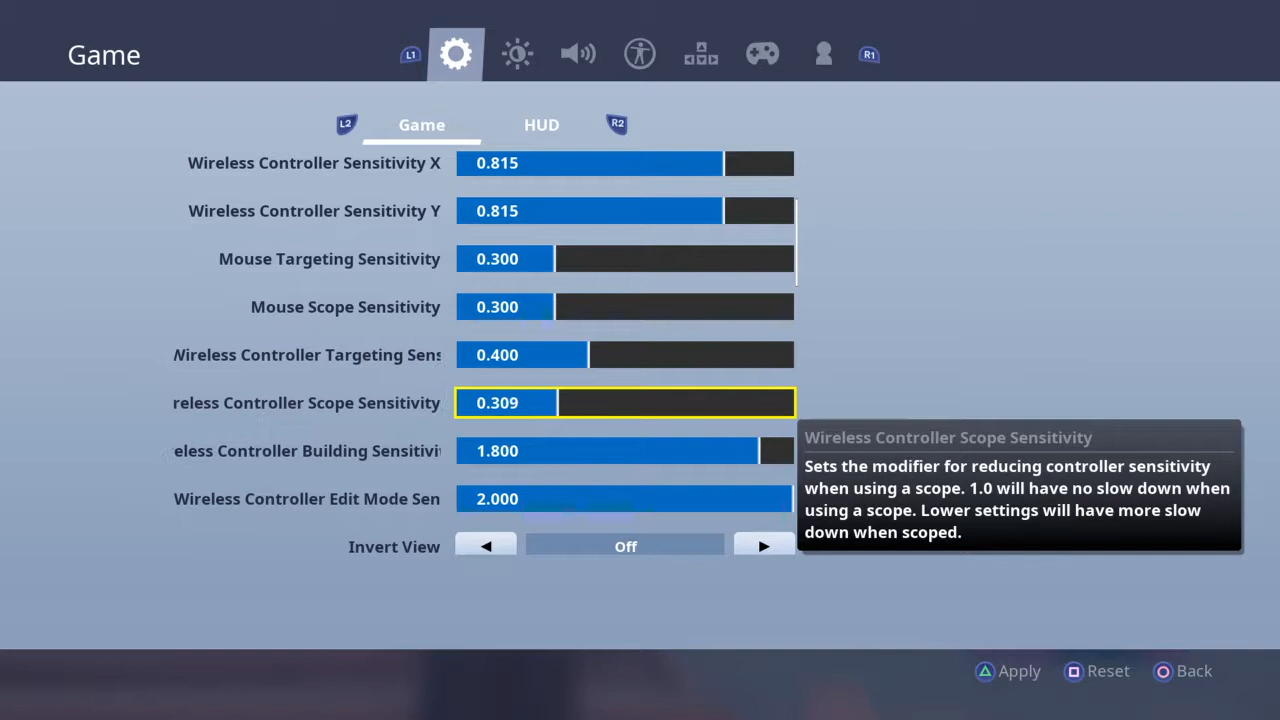 Game
L1
R1
L2
Game
HUD
R2
Wireless Controller Sensitivity X 0.815
Wireless Controller Sensitivity Y 0.815
Mouse Targeting Sensitivity 0.300
Mouse Scope Sensitivity 0.300
Wireless Controller Targeting Sens 0.400
reless Controller Scope Sensitivity 0.309
eless Controller Building Sensitivi 1.800
Wireless Controller Edit Mode Sen 2.000
Invert View Off
Wireless Controller Scope Sensitivity
Sets the modifier for reducing controller sensitivity
when using a scope. 1.0 will have no slow down when
using a scope. Lower settings will have more slow
down when scoped.
Apply Reset Back